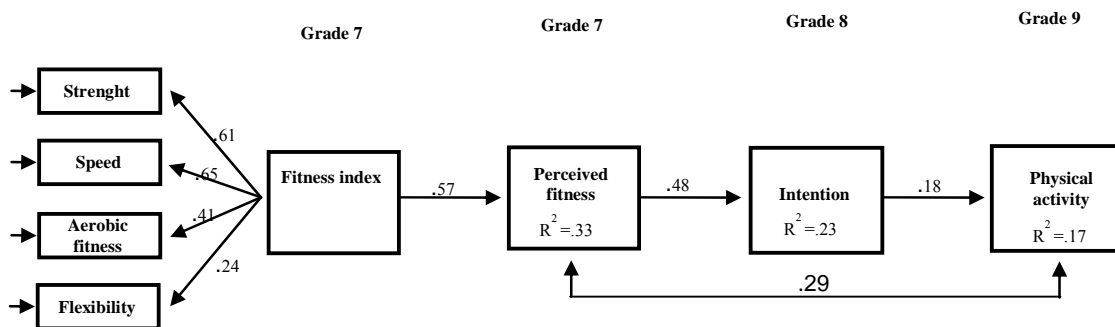 Grade 7
Grade 7
Grade 8
Grade 9
Strenght
Speed
Aerobic
fitness
Flexibility
.61
.65
.41
.24
Fitness index
.57
Perceived
fitness
R²=.33
.48
Intention
R²=.23
.18
Physical
activity
R²=.17
.29